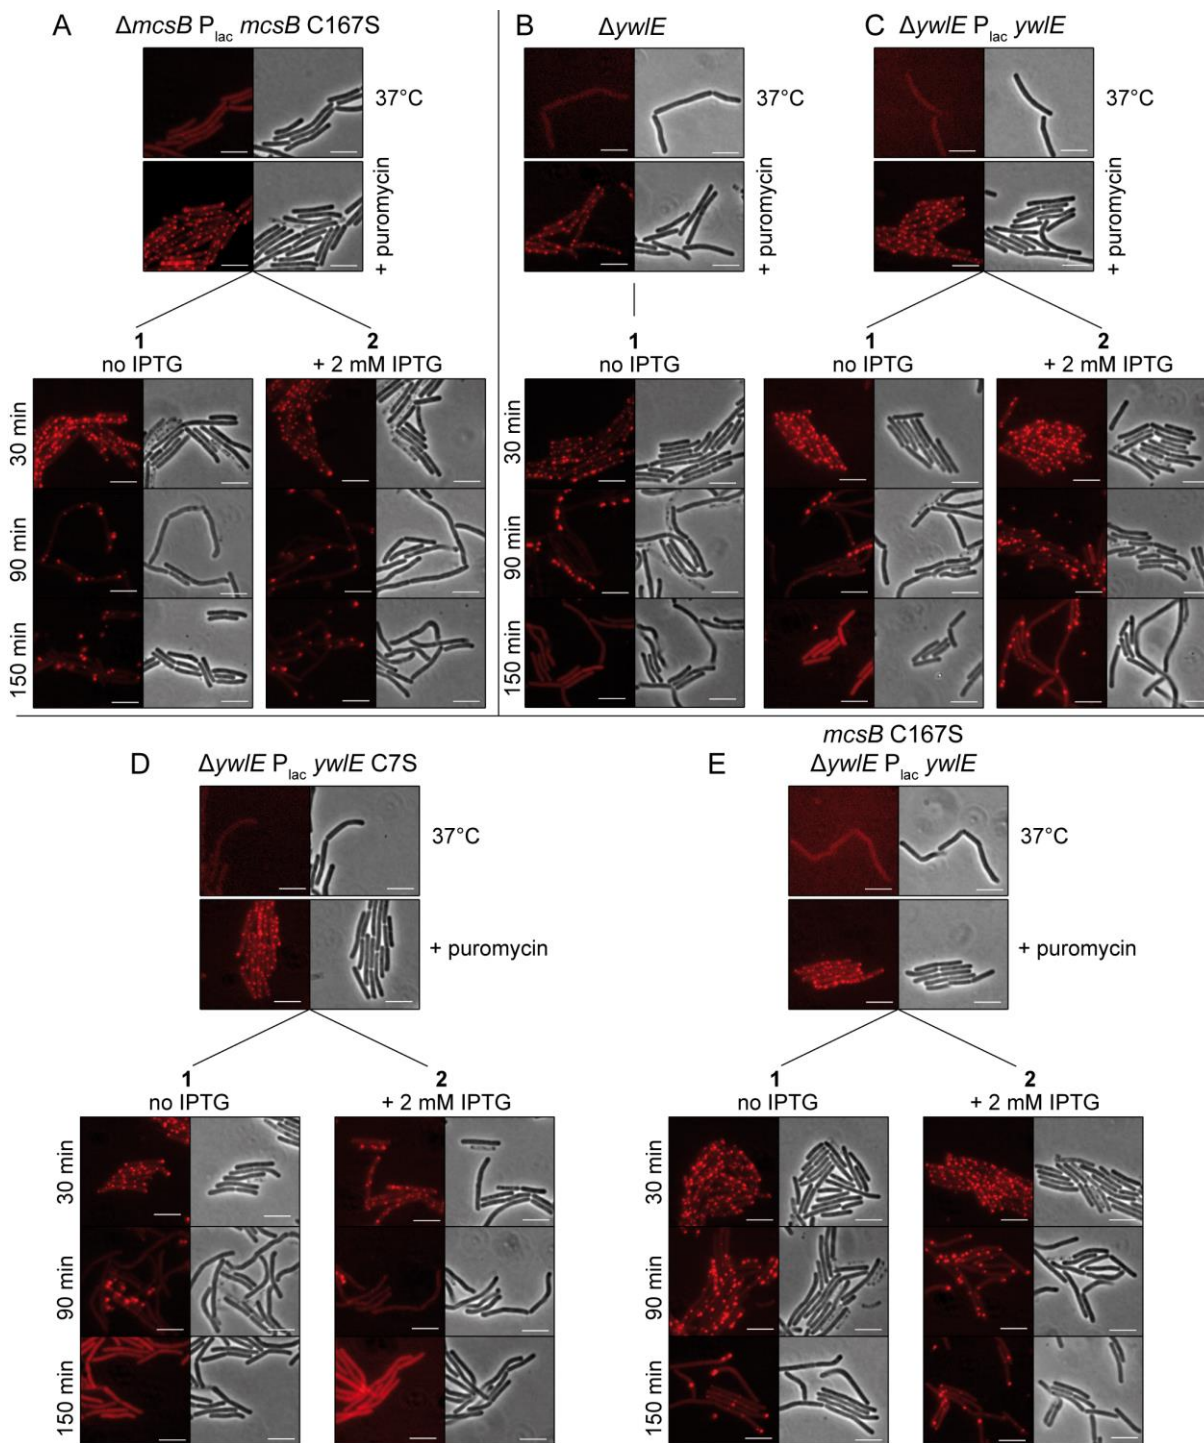 A ΔmcsB Plac mcsB C167S
37°C
+ puromycin
1
no IPTG
2
+ 2 mM IPTG
30 min
90 min
150 min
B ΔywlE
37°C
+ puromycin
1
no IPTG
C ΔywlE Plac ywlE
37°C
+ puromycin
no IPTG
2
+ 2 mM IPTG
30 min
90 min
150 min
D ΔywlE Plac ywlE C7S
37°C
+ puromycin
1
no IPTG
2
+ 2 mM IPTG
30 min
90 min
150 min
mcsB C167S
E ΔywlE Plac ywlE
37°C
+ puromycin
1
no IPTG
2
+ 2 mM IPTG
30 min
90 min
150 min